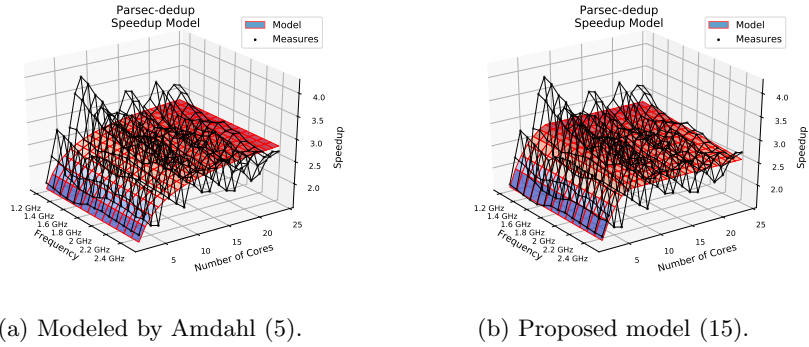 Parsec-dedup
Speedup Model
Model
Measures
4.0
3.5
3.0
2.5
2.0
Speedup
1.2 GHz
1.4 GHz
1.6 GHz
1.8 GHz
2 GHz
2.2 GHz
2.4 GHz
Frequency
5
10
15
20
25
Number of Cores
(a) Modeled by Amdahl (5).
Parsec-dedup
Speedup Model
Model
Measures
4.0
3.5
3.0
2.5
2.0
Speedup
1.2 GHz
1.4 GHz
1.6 GHz
1.8 GHz
2 GHz
2.2 GHz
2.4 GHz
Frequency
5
10
15
20
25
Number of Cores
(b) Proposed model (15).